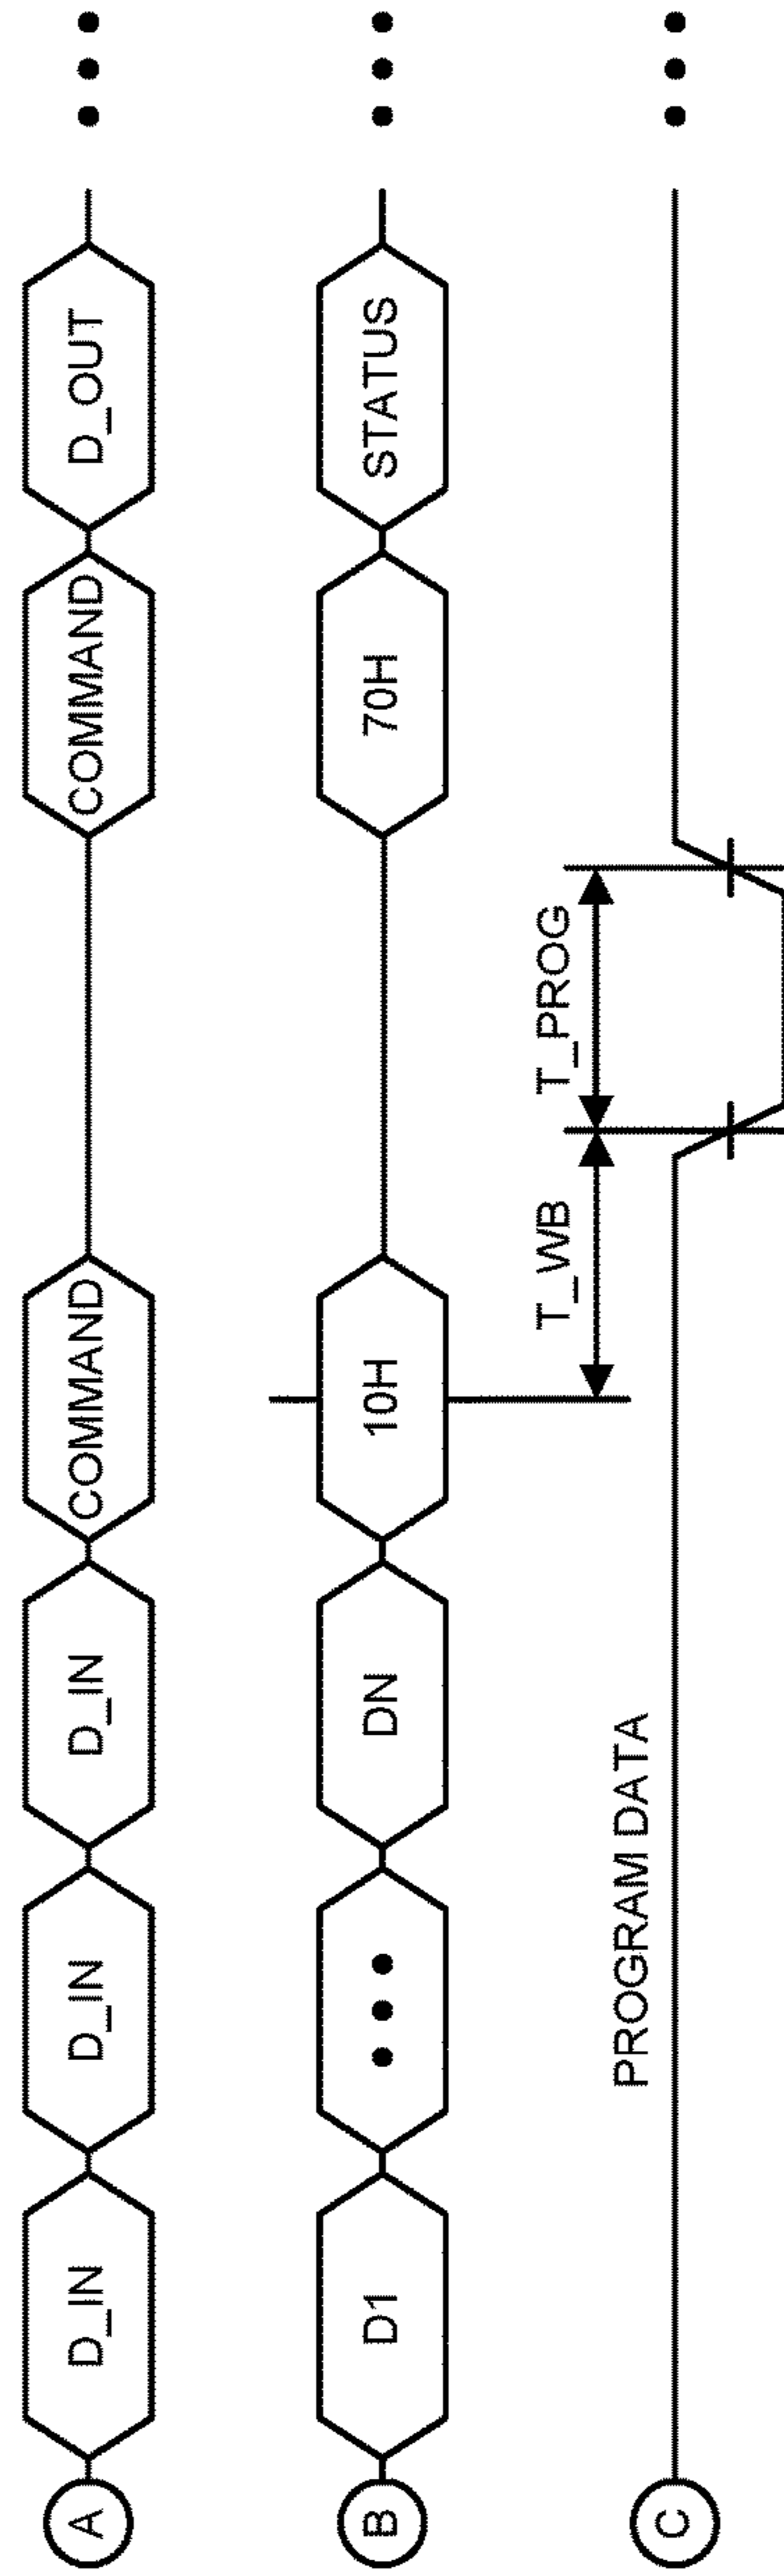 A D_IN D_IN D_IN COMMAND COMMAND D_OUT
B D1 DN 10H 70H STATUS
T_WB T_PROG
PROGRAM DATA
C